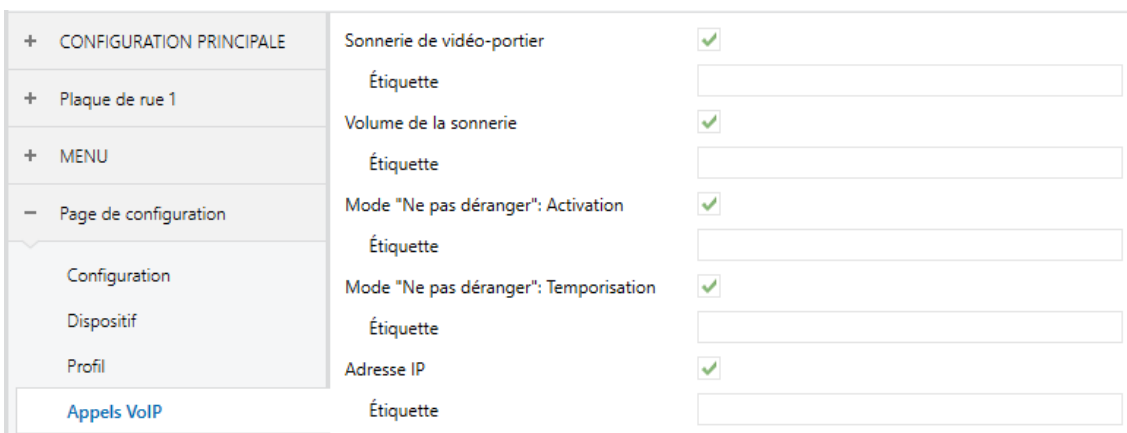 CONFIGURATION PRINCIPALE
Plaque de rue 1
MENU
Page de configuration
Configuration
Dispositif
Profil
Appels VoIP
Sonnerie de vidéo-portier
Étiquette
Volume de la sonnerie
Étiquette
Mode "Ne pas déranger": Activation
Étiquette
Mode "Ne pas déranger": Temporisation
Étiquette
Adresse IP
Étiquette